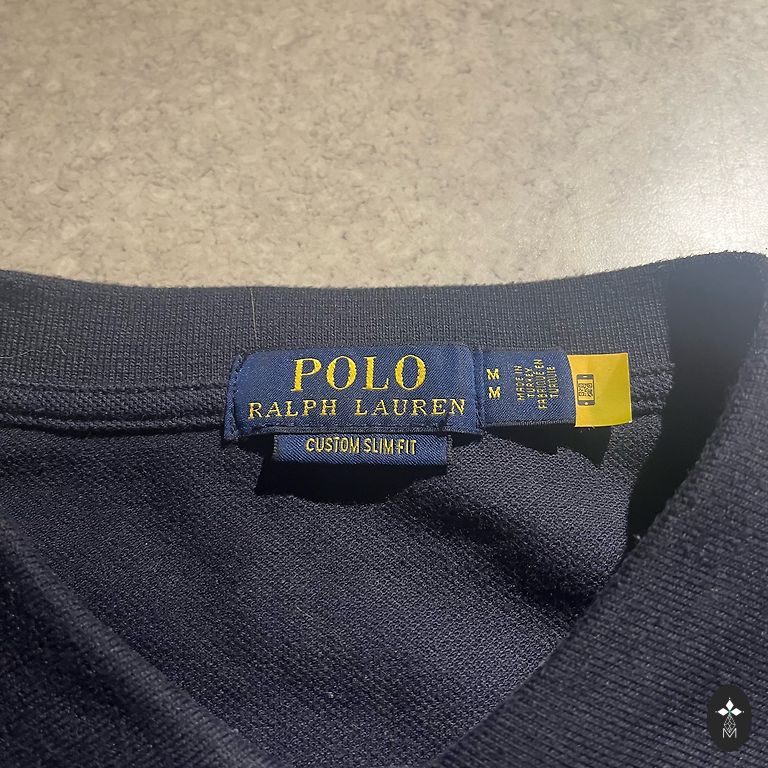 POLO
RALPH LAUREN
CUSTOM SLIM FIT
M
M
MADE IN
TURKEY
FABRIQUÉ EN
TURQUIE
M